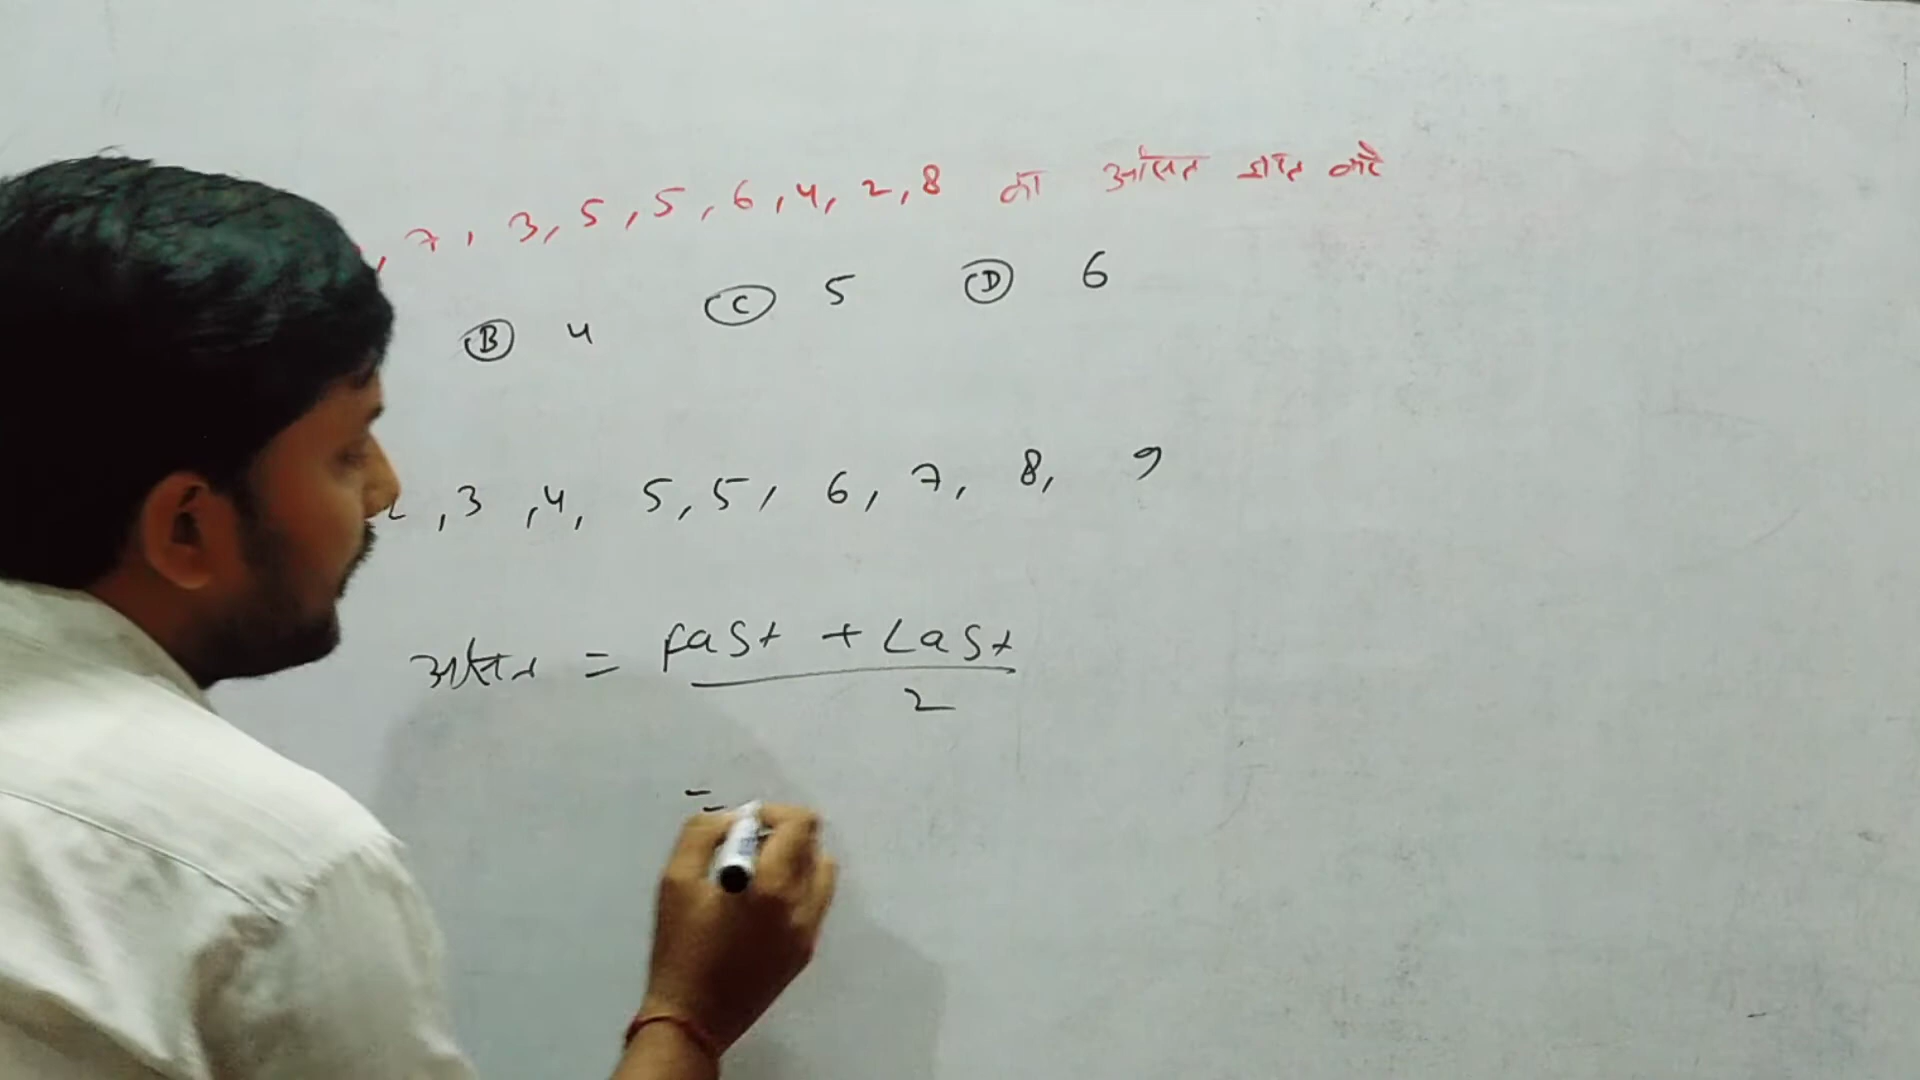 , 7, 3, 5, 5, 6, 4, 2, 8 का औसत ज्ञात करे
B 4 C 5 D 6
2, 3, 4, 5, 5, 6, 7, 8, 9
औसत = Fast + Last
2
=